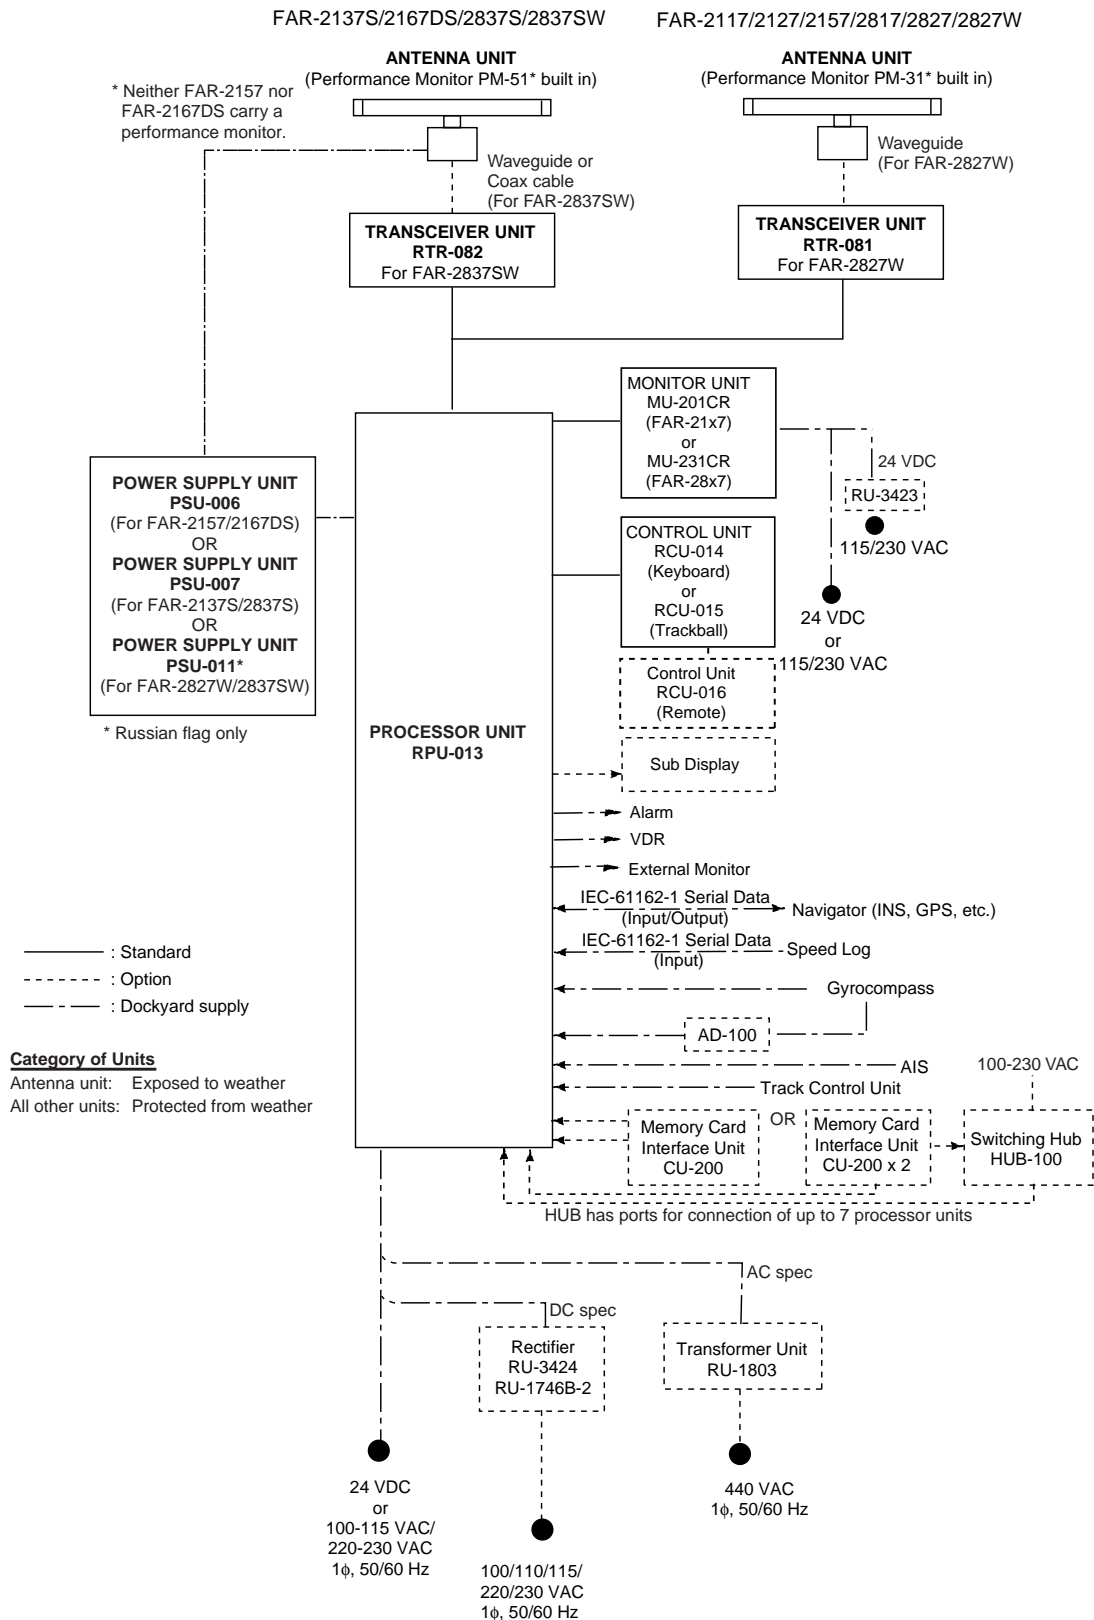 FAR-2137S/2167DS/2837S/2837SW
FAR-2117/2127/2157/2817/2827/2827W
ANTENNA UNIT
(Performance Monitor PM-51* built in)
ANTENNA UNIT
(Performance Monitor PM-31* built in)
* Neither FAR-2157 nor
FAR-2167DS carry a
performance monitor.
Waveguide or
Coax cable
(For FAR-2837SW)
Waveguide
(For FAR-2827W)
TRANSCEIVER UNIT
RTR-082
For FAR-2837SW
TRANSCEIVER UNIT
RTR-081
For FAR-2827W
MONITOR UNIT
MU-201CR
(FAR-21x7)
or
MU-231CR
(FAR-28x7)
24 VDC
RU-3423
115/230 VAC
POWER SUPPLY UNIT
PSU-006
(For FAR-2157/2167DS)
OR
POWER SUPPLY UNIT
PSU-007
(For FAR-2137S/2837S)
OR
POWER SUPPLY UNIT
PSU-011*
(For FAR-2827W/2837SW)
* Russian flag only
CONTROL UNIT
RCU-014
(Keyboard)
or
RCU-015
(Trackball)
24 VDC
or
115/230 VAC
Control Unit
RCU-016
(Remote)
PROCESSOR UNIT
RPU-013
Sub Display
Alarm
VDR
External Monitor
IEC-61162-1 Serial Data
(Input/Output)
Navigator (INS, GPS, etc.)
IEC-61162-1 Serial Data
(Input)
Speed Log
: Standard
: Option
: Dockyard supply
Gyrocompass
AD-100
Category of Units
Antenna unit: Exposed to weather
All other units: Protected from weather
AIS
100-230 VAC
Track Control Unit
Memory Card
Interface Unit
CU-200
OR
Memory Card
Interface Unit
CU-200 x 2
Switching Hub
HUB-100
HUB has ports for connection of up to 7 processor units
AC spec
DC spec
Rectifier
RU-3424
RU-1746B-2
Transformer Unit
RU-1803
24 VDC
or
100-115 VAC/
220-230 VAC
1ϕ, 50/60 Hz
440 VAC
1ϕ, 50/60 Hz
100/110/115/
220/230 VAC
1ϕ, 50/60 Hz